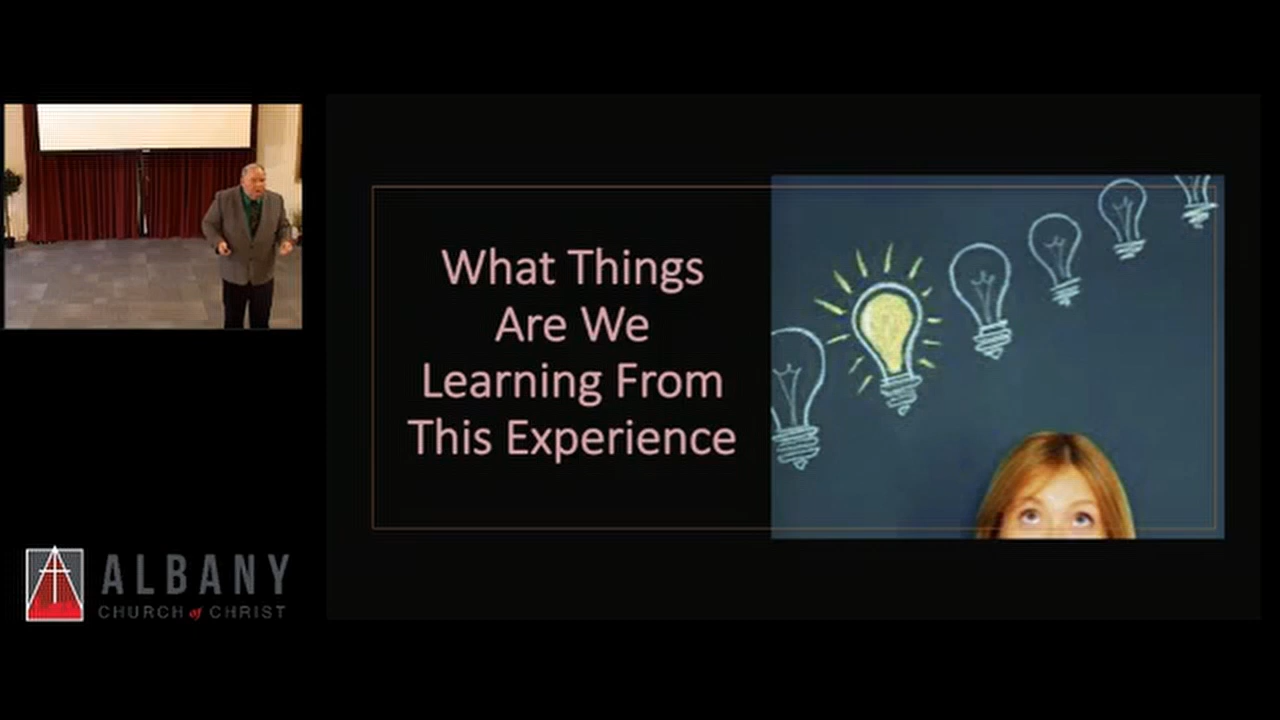 What Things
Are We
Learning From
This Experience
ALBANY
CHURCH of CHRIST